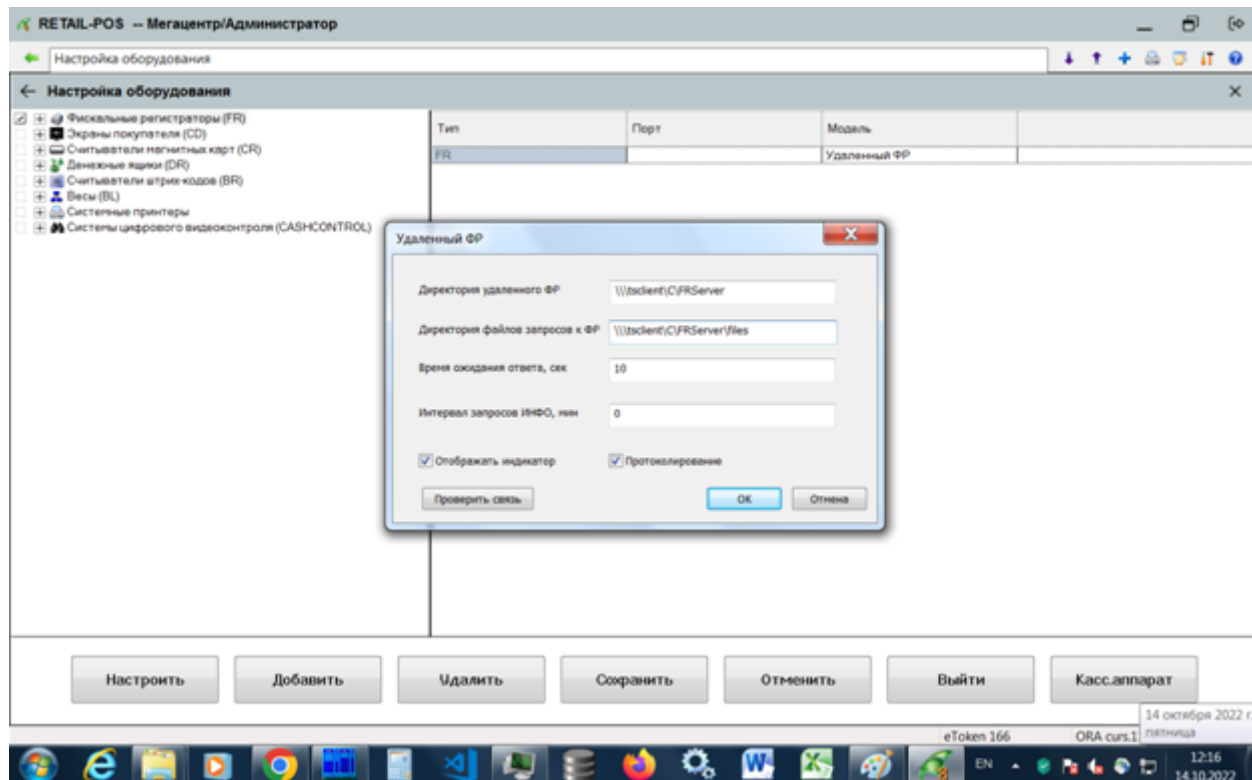 RETAIL-POS -- Мегацентр/Администратор
Настройка оборудования
Настройка оборудования
Фискальные регистраторы (FR)
Экраны покупателя (CD)
Считыватели магнитных карт (CR)
Денежные ящики (DR)
Считыватели штрих-кодов (BR)
Весы (BL)
Системные принтеры
Системы цифрового видеоконтроля (CASHCONTROL)
Тип Порт Модель
FR Удаленный ФР
Удаленный ФР
Директория удаленного ФР \\\tsclient\C\FRServer
Директория файлов запросов к ФР \\\tsclient\C\FRServer\files
Время ожидания ответа, сек 10
Интервал запросов ИНФО, мин 0
Отображать индикатор Протоколирование
Проверить связь ОК Отмена
Настроить Добавить Удалить Сохранить Отменить Выйти Касс.аппарат
14 октября 2022 г.
пятница
eToken 166 ORA curs.1
EN 12:16
14.10.2022